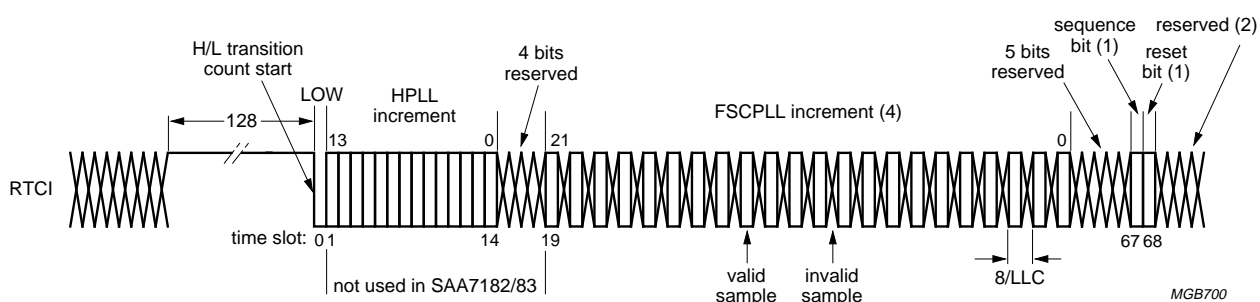 H/L transition
count start
LOW
128
13
HPLL
increment
0
4 bits
reserved
21
FSCPLL increment (4)
0
5 bits
reserved
sequence
bit (1)
reserved (2)
reset
bit (1)
RTCI
time slot:
0 1
14
19
67 68
not used in SAA7182/83
valid
sample
invalid
sample
8/LLC
MGB700